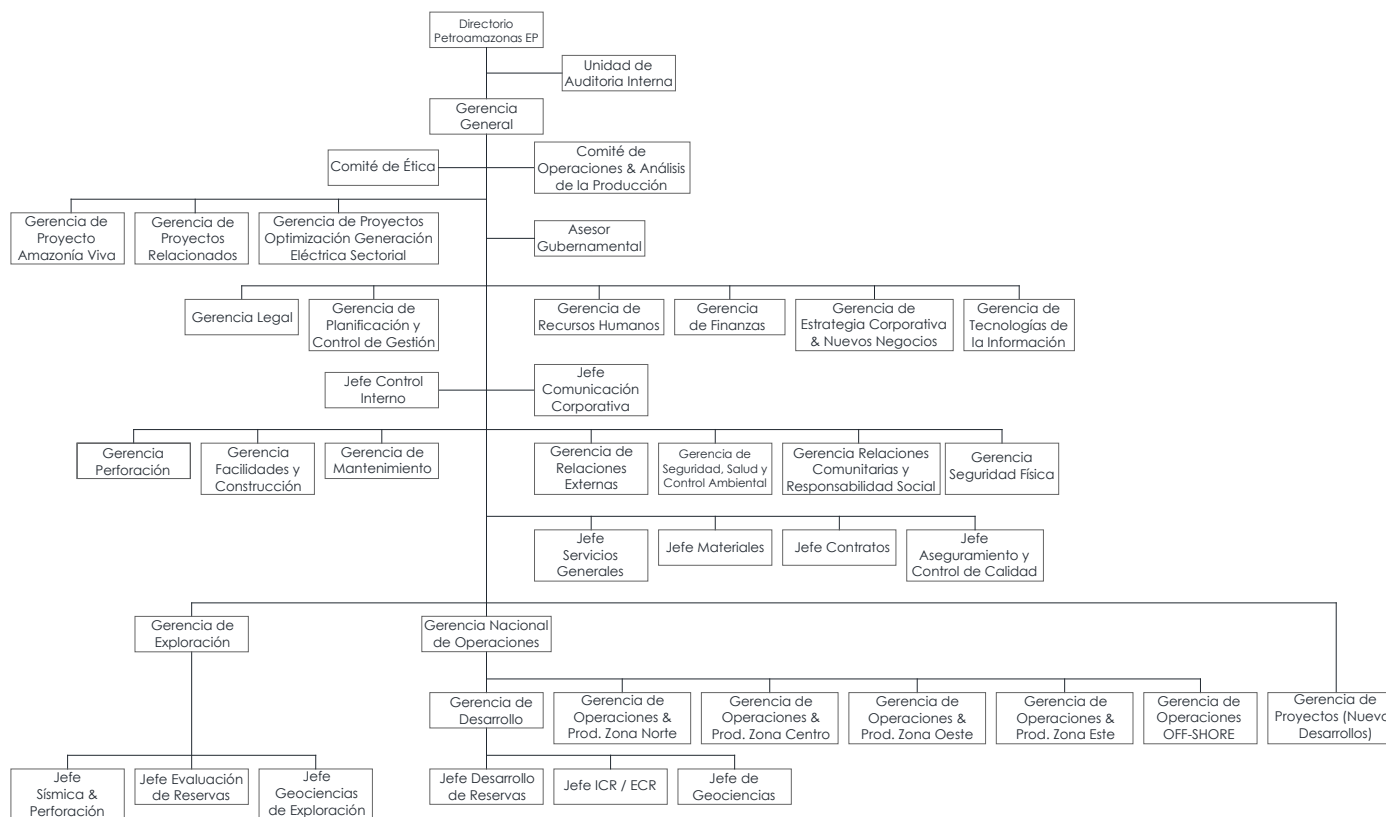 Directorio
Petroamazonas EP
Unidad de
Auditoria Interna
Gerencia
General
Comité de Ética
Comité de
Operaciones & Análisis
de la Producción
Gerencia de
Proyecto
Amazonía Viva
Gerencia de
Proyectos
Relacionados
Gerencia de Proyectos
Optimización Generación
Eléctrica Sectorial
Asesor
Gubernamental
Gerencia Legal
Gerencia de
Planificación y
Control de Gestión
Gerencia de
Recursos Humanos
Gerencia
de Finanzas
Gerencia de
Estrategia Corporativa
& Nuevos Negocios
Gerencia de
Tecnologías de
la Información
Jefe Control
Interno
Jefe
Comunicación
Corporativa
Gerencia
Perforación
Gerencia
Facilidades y
Construcción
Gerencia de
Mantenimiento
Gerencia de
Relaciones
Externas
Gerencia de
Seguridad, Salud y
Control Ambiental
Gerencia Relaciones
Comunitarias y
Responsabilidad Social
Gerencia
Seguridad Física
Jefe
Servicios
Generales
Jefe Materiales
Jefe Contratos
Jefe
Aseguramiento y
Control de Calidad
Gerencia de
Exploración
Gerencia Nacional
de Operaciones
Gerencia de
Desarrollo
Gerencia de
Operaciones &
Prod. Zona Norte
Gerencia de
Operaciones &
Prod. Zona Centro
Gerencia de
Operaciones &
Prod. Zona Oeste
Gerencia de
Operaciones &
Prod. Zona Este
Gerencia de
Operaciones
OFF-SHORE
Gerencia de
Proyectos (Nuevo
Desarrollos)
Jefe
Sísmica &
Perforación
Jefe Evaluación
de Reservas
Jefe
Geociencias
de Exploración
Jefe Desarrollo
de Reservas
Jefe ICR / ECR
Jefe de
Geociencias